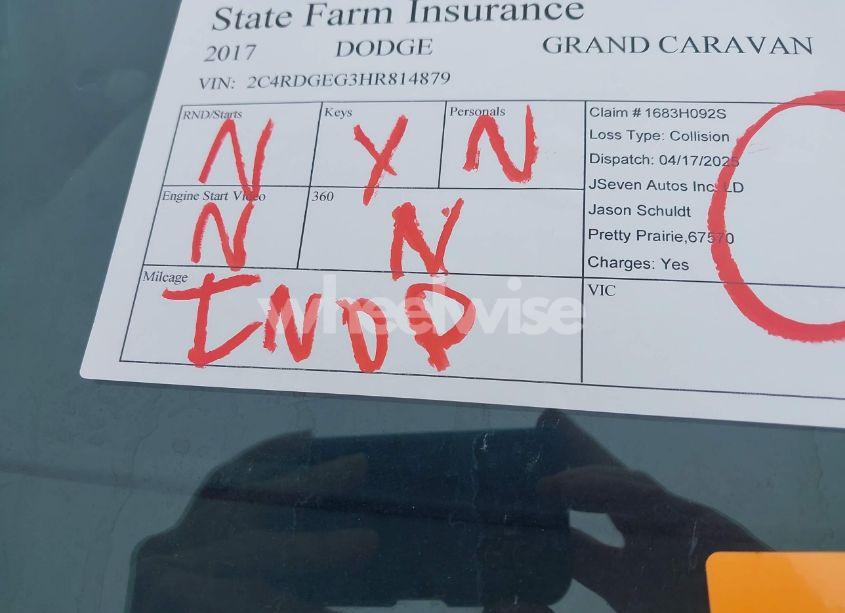 State Farm Insurance
2017 DODGE GRAND CARAVAN
VIN: 2C4RDGEG3HR814879
RND/Starts Keys Personals
N Y N
Engine Start Video 360
N N
Mileage
INOP
Claim # 1683H092S
Loss Type: Collision
Dispatch: 04/17/2025
JSeven Autos Inc. LD
Jason Schuldt
Pretty Prairie,67570
Charges: Yes
VIC
wheelwise